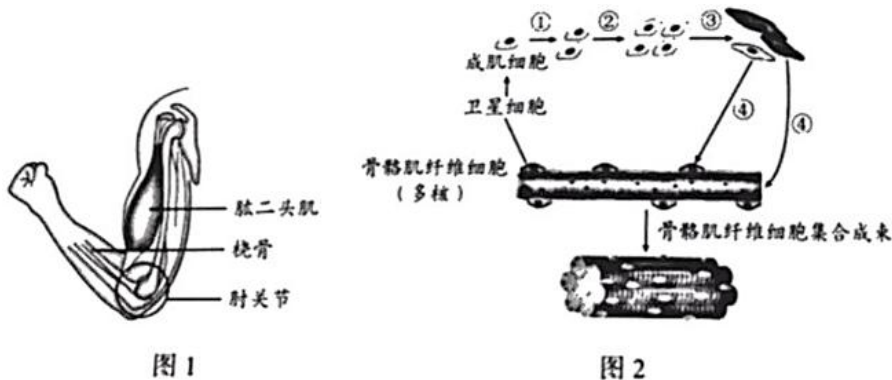 ① ② ③
成肌细胞
卫星细胞
④ ④
骨骼肌纤维细胞
（多核）
肱二头肌
桡骨
肘关节
骨骼肌纤维细胞集合成束
图1
图2